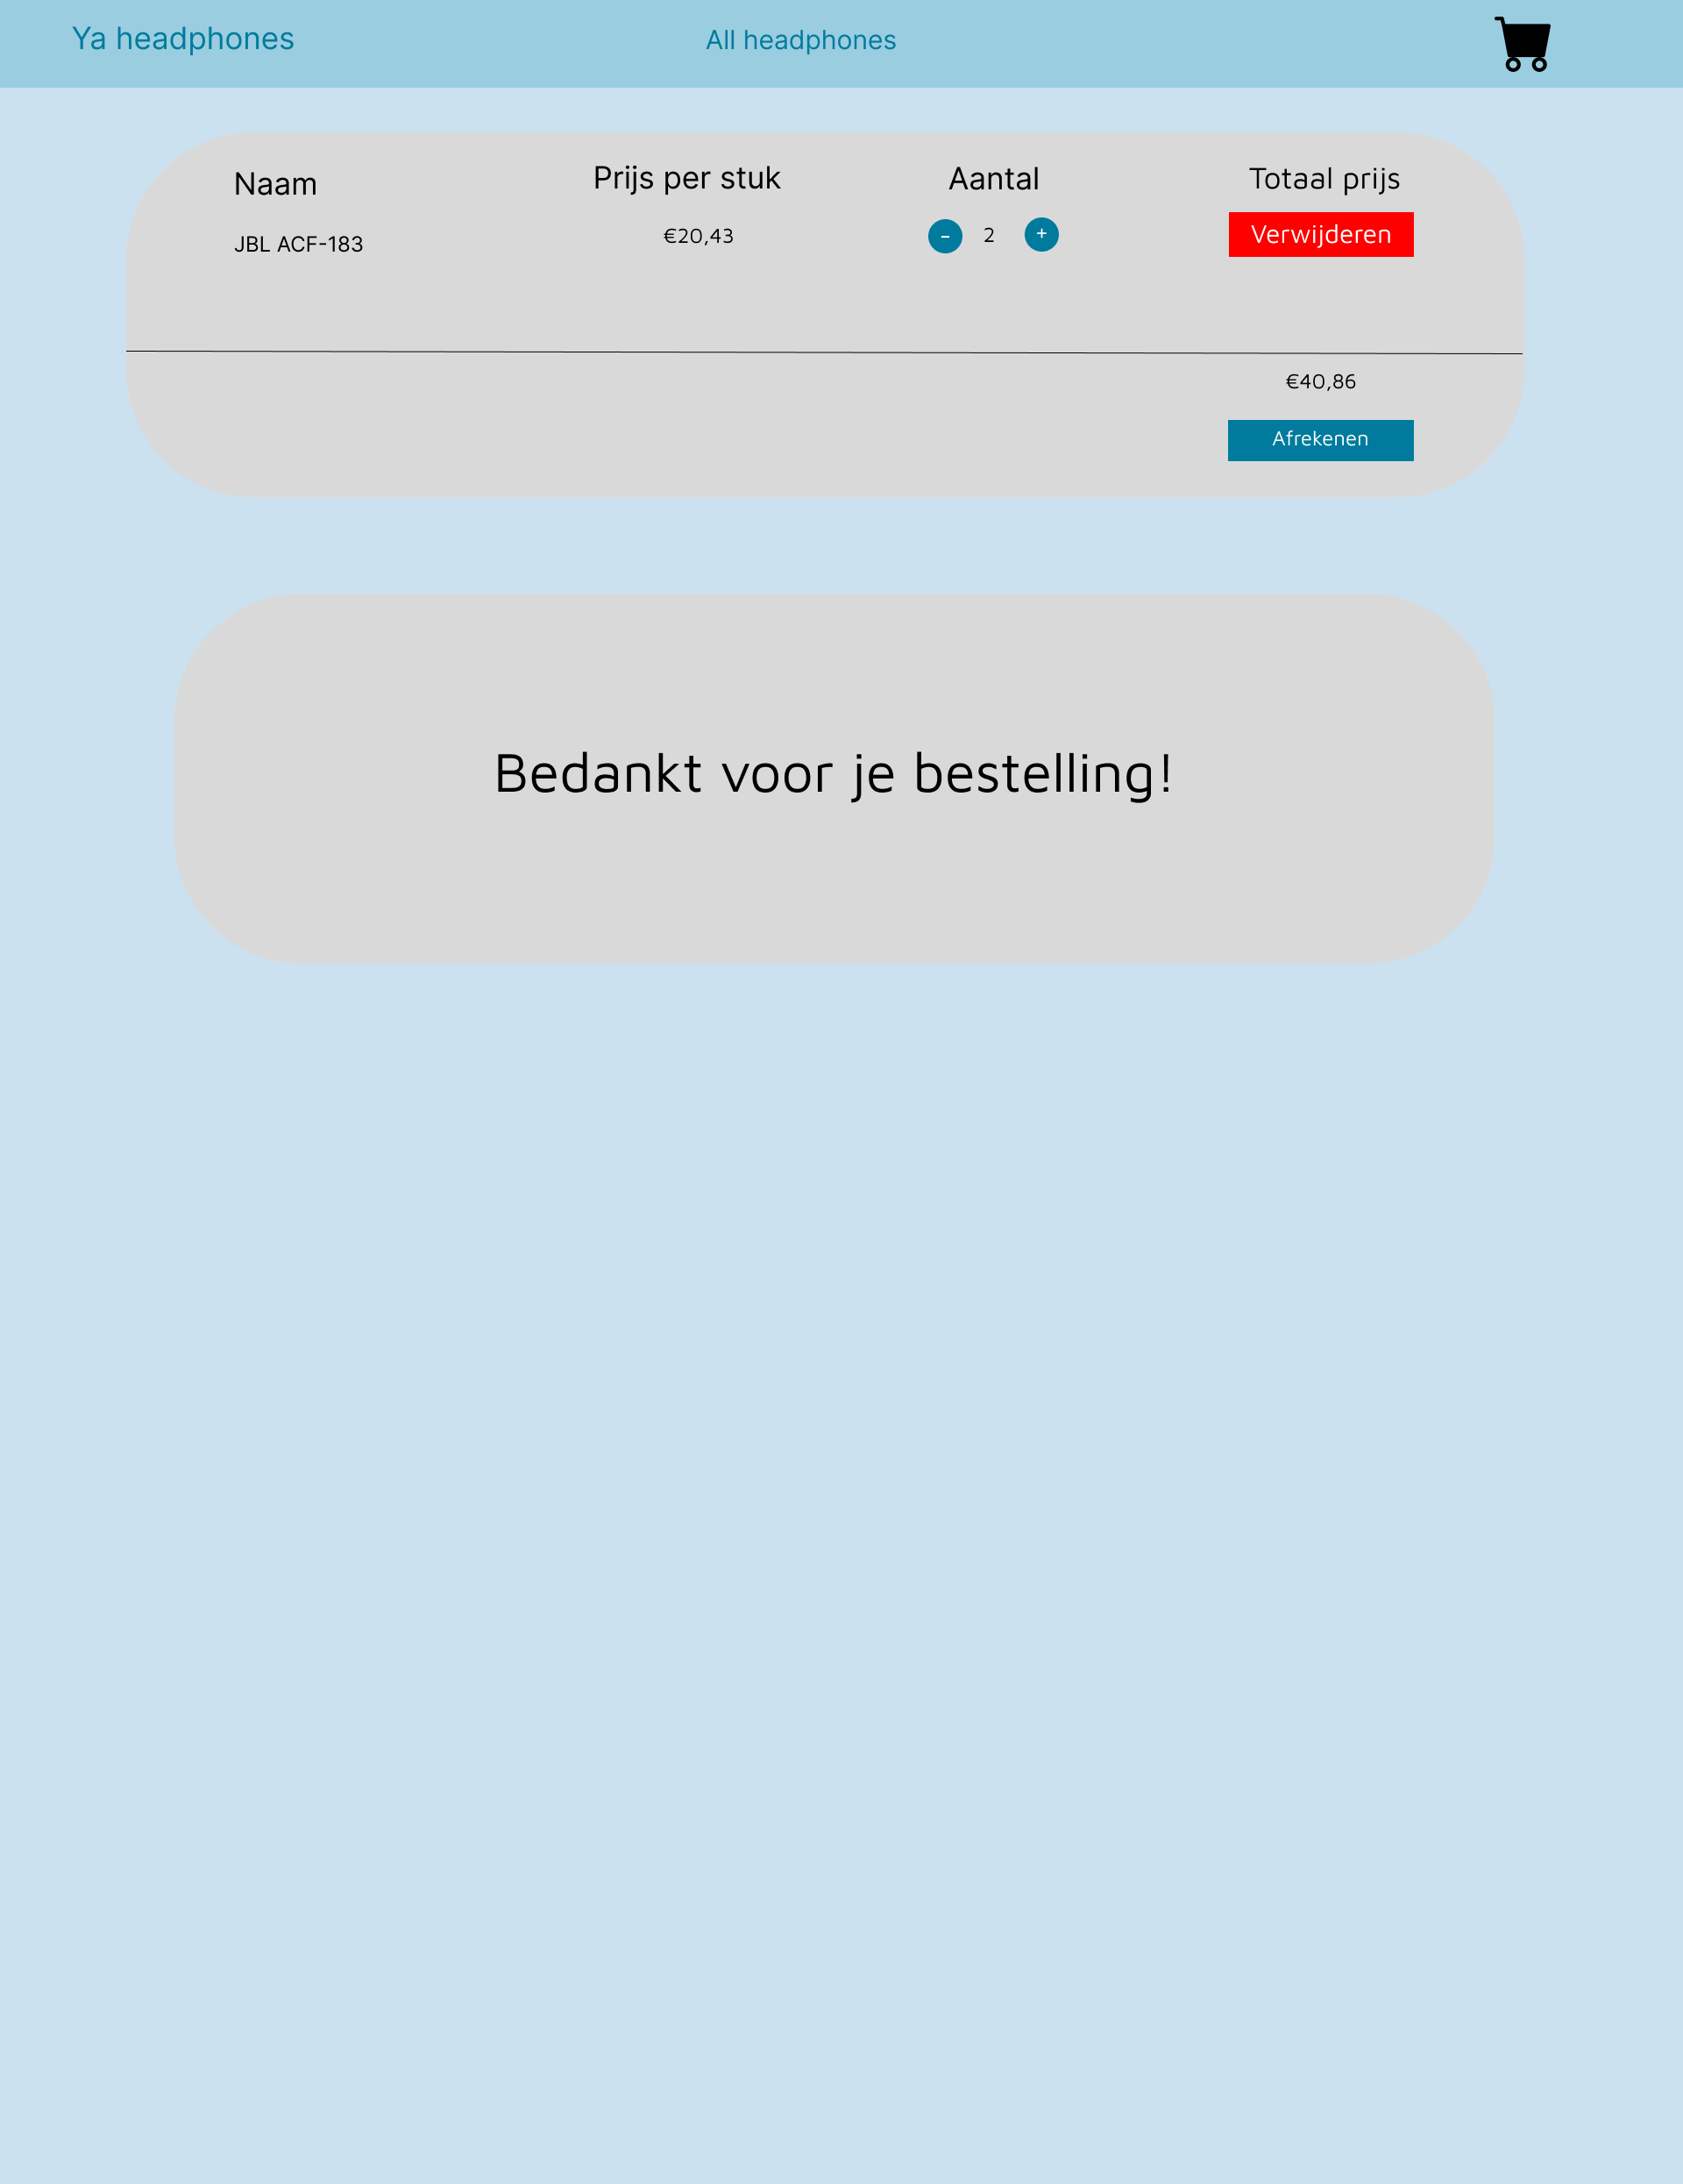 Ya headphones
All headphones
Naam
Prijs per stuk
Aantal
Totaal prijs
JBL ACF-183
€20,43
-
2
+
Verwijderen
€40,86
Afrekenen
Bedankt voor je bestelling!